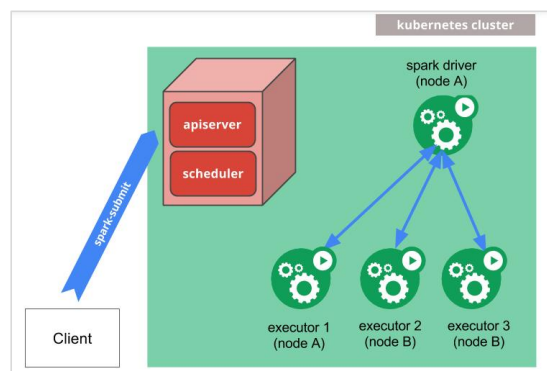 kubernetes cluster
spark driver
(node A)
apiserver
scheduler
spark-submit
executor 1
(node A)
executor 2
(node B)
executor 3
(node B)
Client